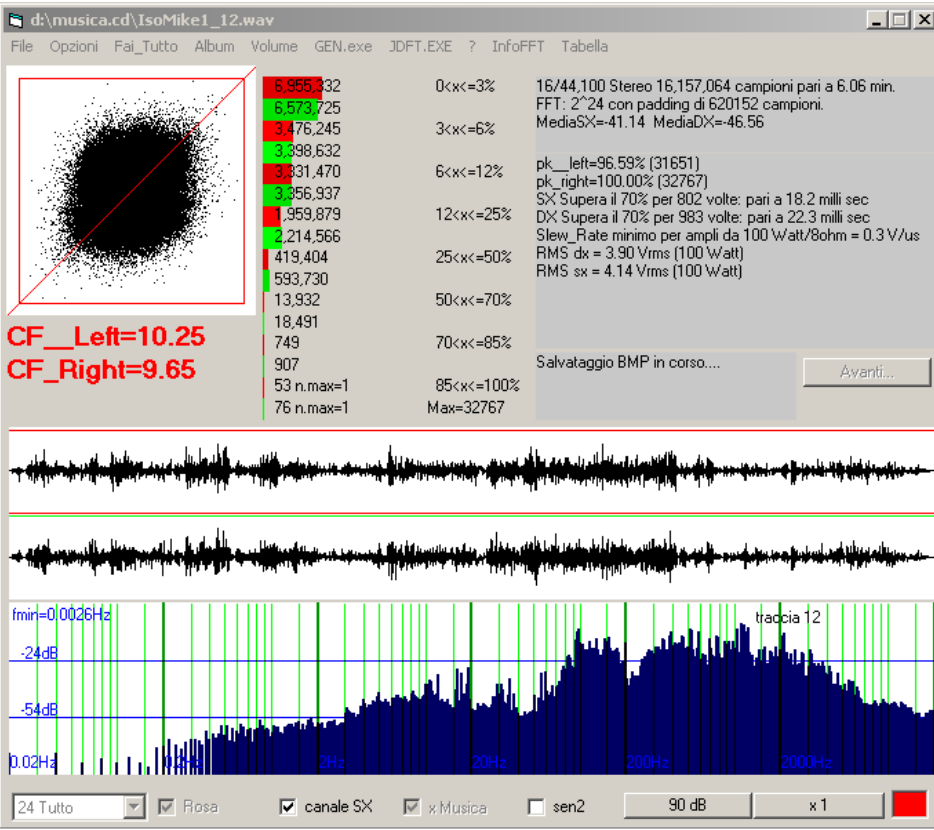 d:\musica.cd\IsoMike1_12.wav
File Opzioni Fai_Tutto Album Volume GEN.exe JDFT.EXE ? InfoFFT Tabella
6,955,332 0<x<=3%
6,573,725
3,476,245 3<x<=6%
3,398,632
3,331,470 6<x<=12%
3,356,937
1,959,879 12<x<=25%
2,214,566
419,404 25<x<=50%
593,730
13,932 50<x<=70%
18,491
749 70<x<=85%
907
53 n.max=1 85<x<=100%
76 n.max=1 Max=32767
CF__Left=10.25
CF_Right=9.65
16/44,100 Stereo 16,157,064 campioni pari a 6.06 min.
FFT: 2^24 con padding di 620152 campioni.
MediaSX=-41.14 MediaDX=-46.56
pk__left=96.59% (31651)
pk_right=100.00% (32767)
SX Supera il 70% per 802 volte: pari a 18.2 milli sec
DX Supera il 70% per 983 volte: pari a 22.3 milli sec
Slew_Rate minimo per ampli da 100 Watt/8ohm = 0.3 V/us
RMS dx = 3.90 Vrms (100 Watt)
RMS sx = 4.14 Vrms (100 Watt)
Salvataggio BMP in corso....
Avanti...
fmin=0.0026Hz
traccia 12
-24dB
-54dB
0.02Hz 0.2Hz 2Hz 20Hz 200Hz 2000Hz
24 Tutto Rosa canale SX x Musica sen2 90 dB x 1